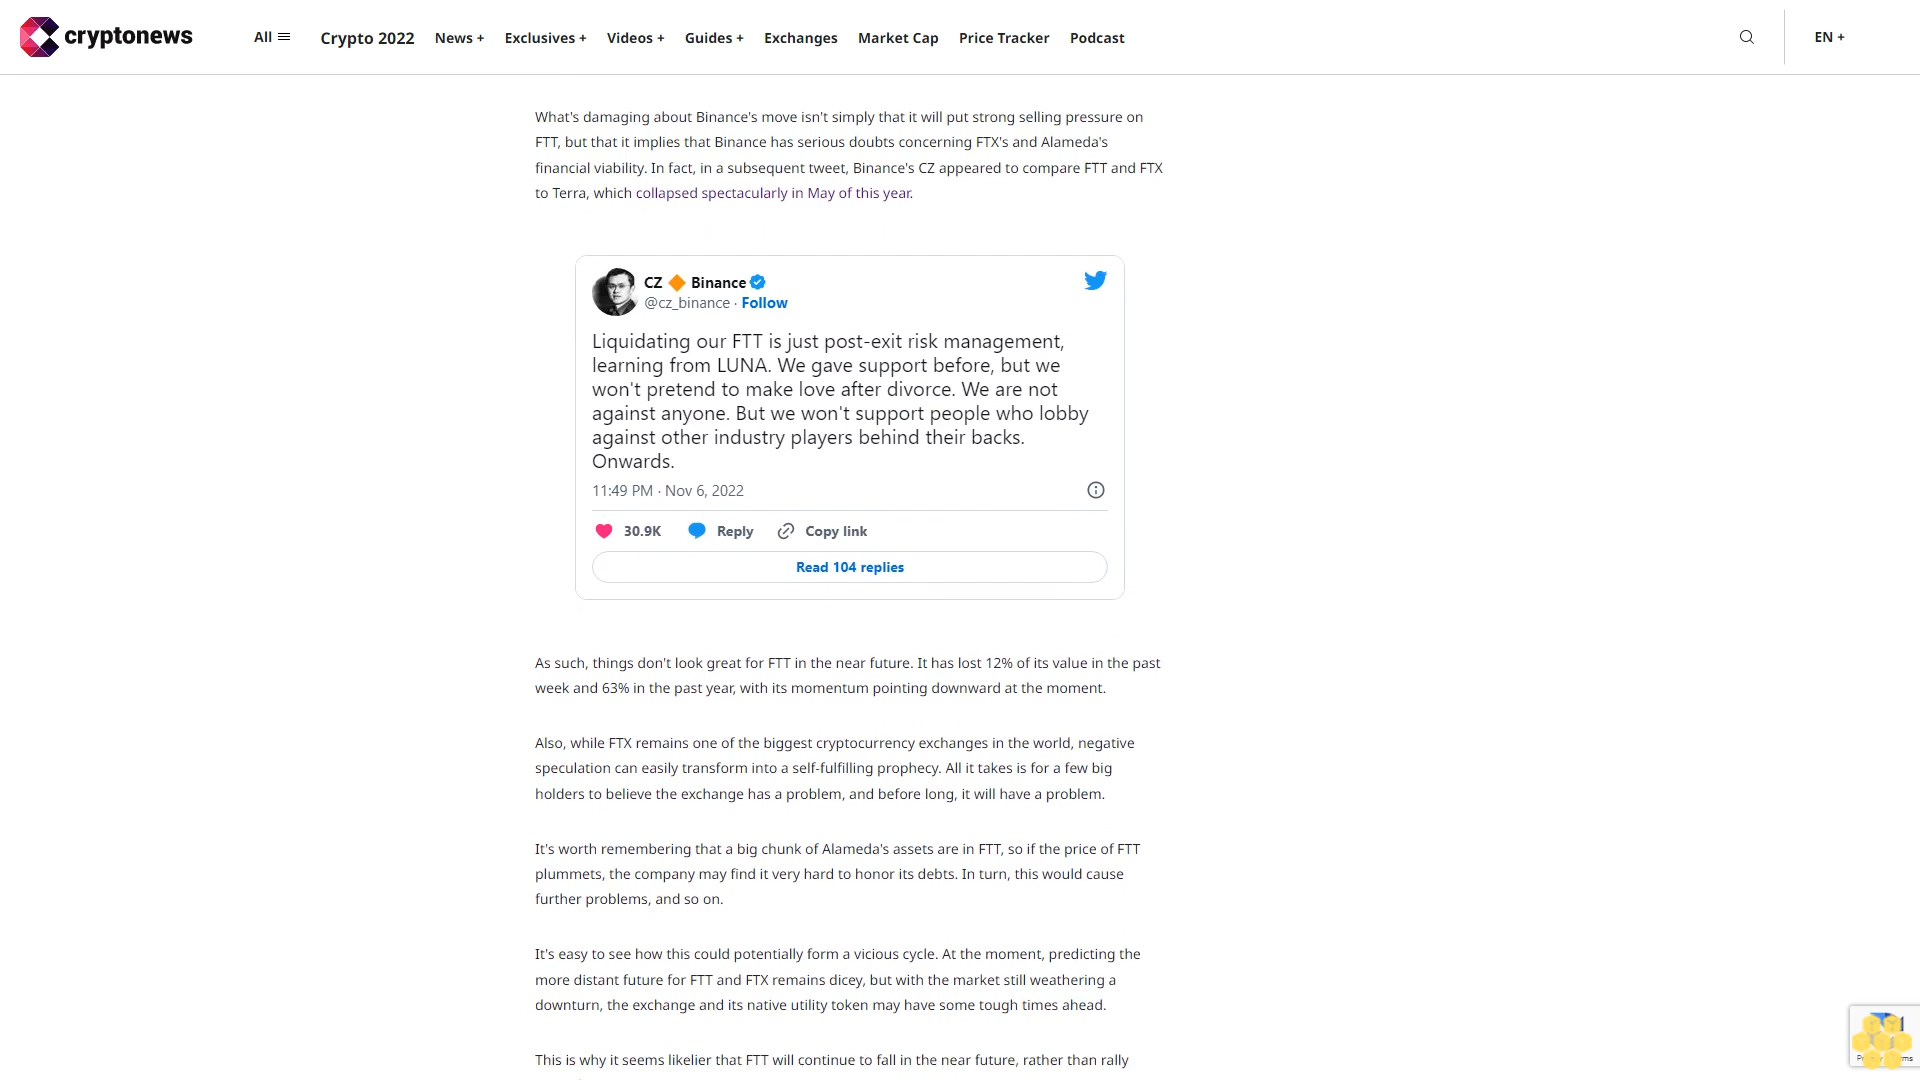 cryptonews
All
Crypto 2022
News +
Exclusives +
Videos +
Guides +
Exchanges
Market Cap
Price Tracker
Podcast
EN +
What's damaging about Binance's move isn't simply that it will put strong selling pressure on
FTT, but that it implies that Binance has serious doubts concerning FTX's and Alameda's
financial viability. In fact, in a subsequent tweet, Binance's CZ appeared to compare FTT and FTX
to Terra, which collapsed spectacularly in May of this year.
CZ 🔶 Binance
@cz_binance · Follow
Liquidating our FTT is just post-exit risk management,
learning from LUNA. We gave support before, but we
won't pretend to make love after divorce. We are not
against anyone. But we won't support people who lobby
against other industry players behind their backs.
Onwards.
11:49 PM · Nov 6, 2022
30.9K
Reply
Copy link
Read 104 replies
As such, things don't look great for FTT in the near future. It has lost 12% of its value in the past
week and 63% in the past year, with its momentum pointing downward at the moment.
Also, while FTX remains one of the biggest cryptocurrency exchanges in the world, negative
speculation can easily transform into a self-fulfilling prophecy. All it takes is for a few big
holders to believe the exchange has a problem, and before long, it will have a problem.
It's worth remembering that a big chunk of Alameda's assets are in FTT, so if the price of FTT
plummets, the company may find it very hard to honor its debts. In turn, this would cause
further problems, and so on.
It's easy to see how this could potentially form a vicious cycle. At the moment, predicting the
more distant future for FTT and FTX remains dicey, but with the market still weathering a
downturn, the exchange and its native utility token may have some tough times ahead.
This is why it seems likelier that FTT will continue to fall in the near future, rather than rally